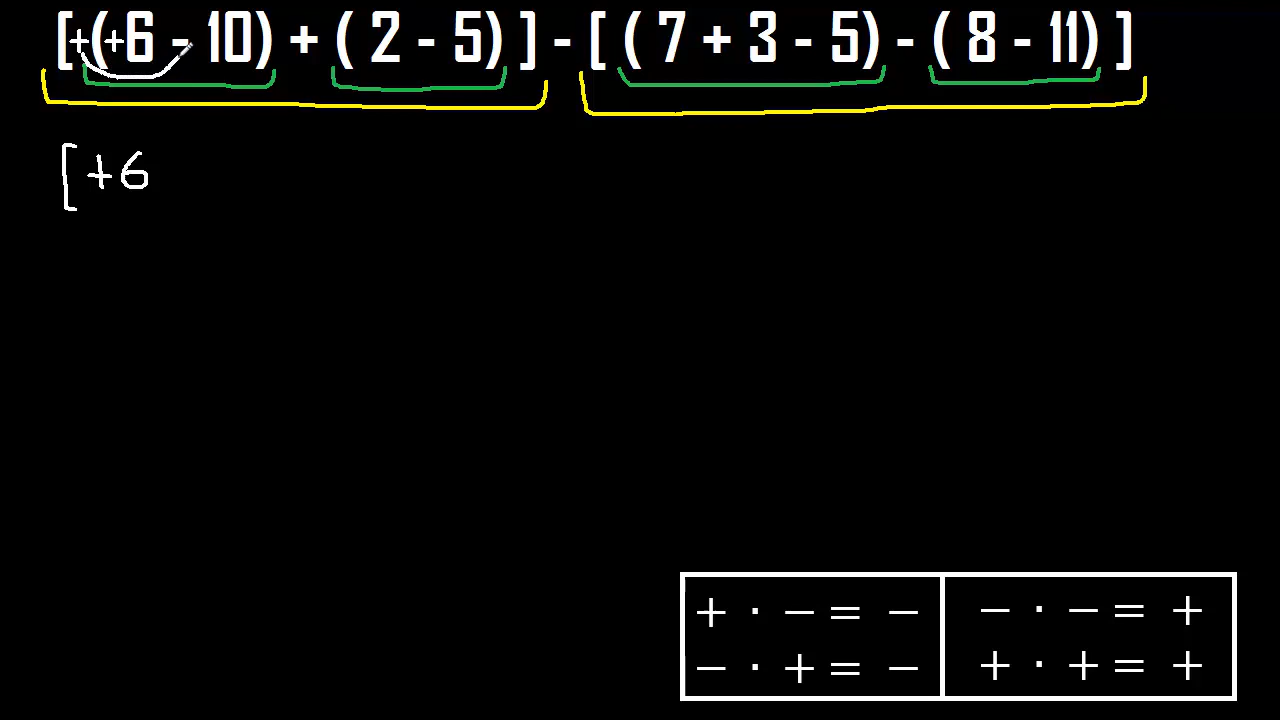 [+(+6 - 10) + ( 2 - 5) ] - [ ( 7 + 3 - 5) - ( 8 - 11) ]
[ +6
+ · − = −
− · + = −
− · − = +
+ · + = +